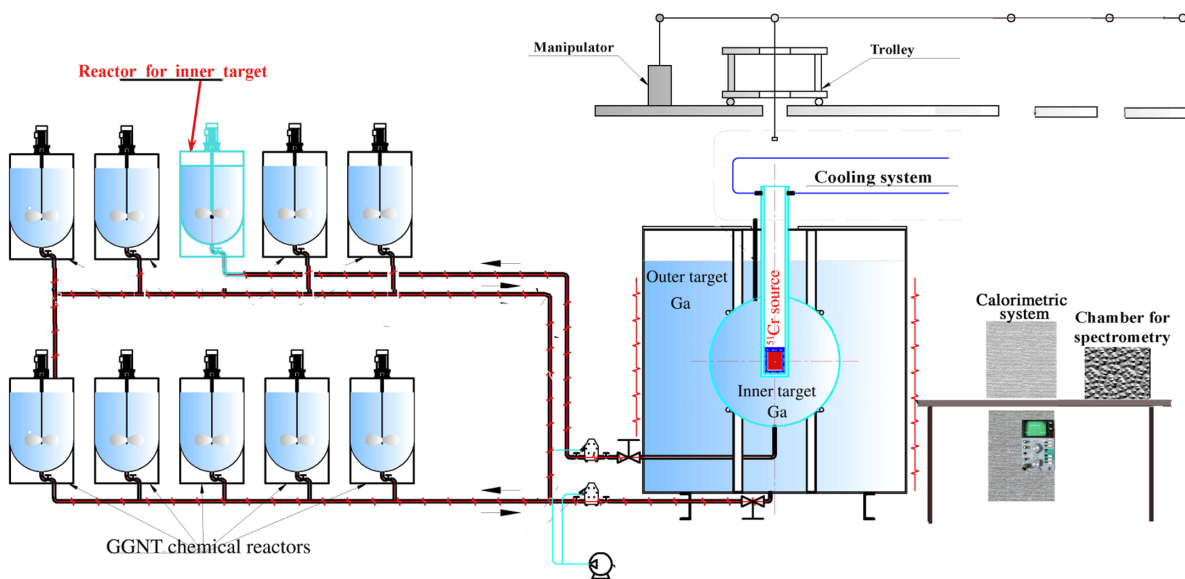 Manipulator
Trolley
Reactor for inner target
Cooling system
Outer target
Ga
51Cr source
Inner target
Ga
Calorimetric
system
Chamber for
spectrometry
GGNT chemical reactors